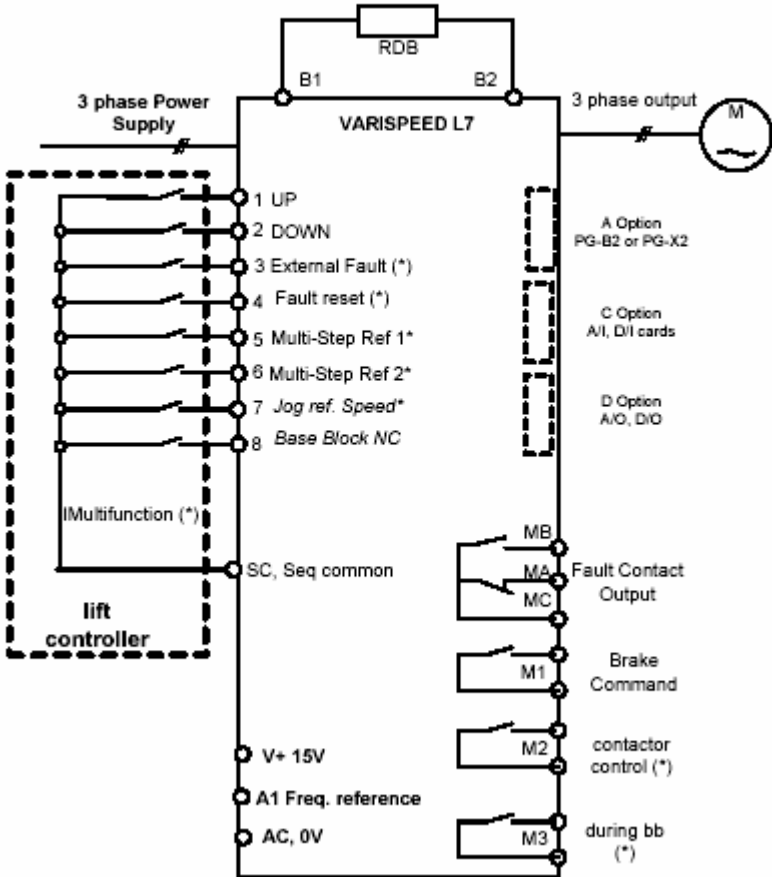 RDB
B1
B2
3 phase Power
Supply
VARISPEED L7
3 phase output
M
1 UP
2 DOWN
3 External Fault (*)
4 Fault reset (*)
5 Multi-Step Ref 1*
6 Multi-Step Ref 2*
7 Jog ref. Speed*
8 Base Block NC
A Option
PG-B2 or PG-X2
C Option
A/I, D/I cards
D Option
A/O, D/O
IMultifunction (*)
SC, Seq common
lift
controller
MB
MA
MC
Fault Contact
Output
M1
Brake
Command
M2
contactor
control (*)
M3
during bb
(*)
V+ 15V
A1 Freq. reference
AC, 0V